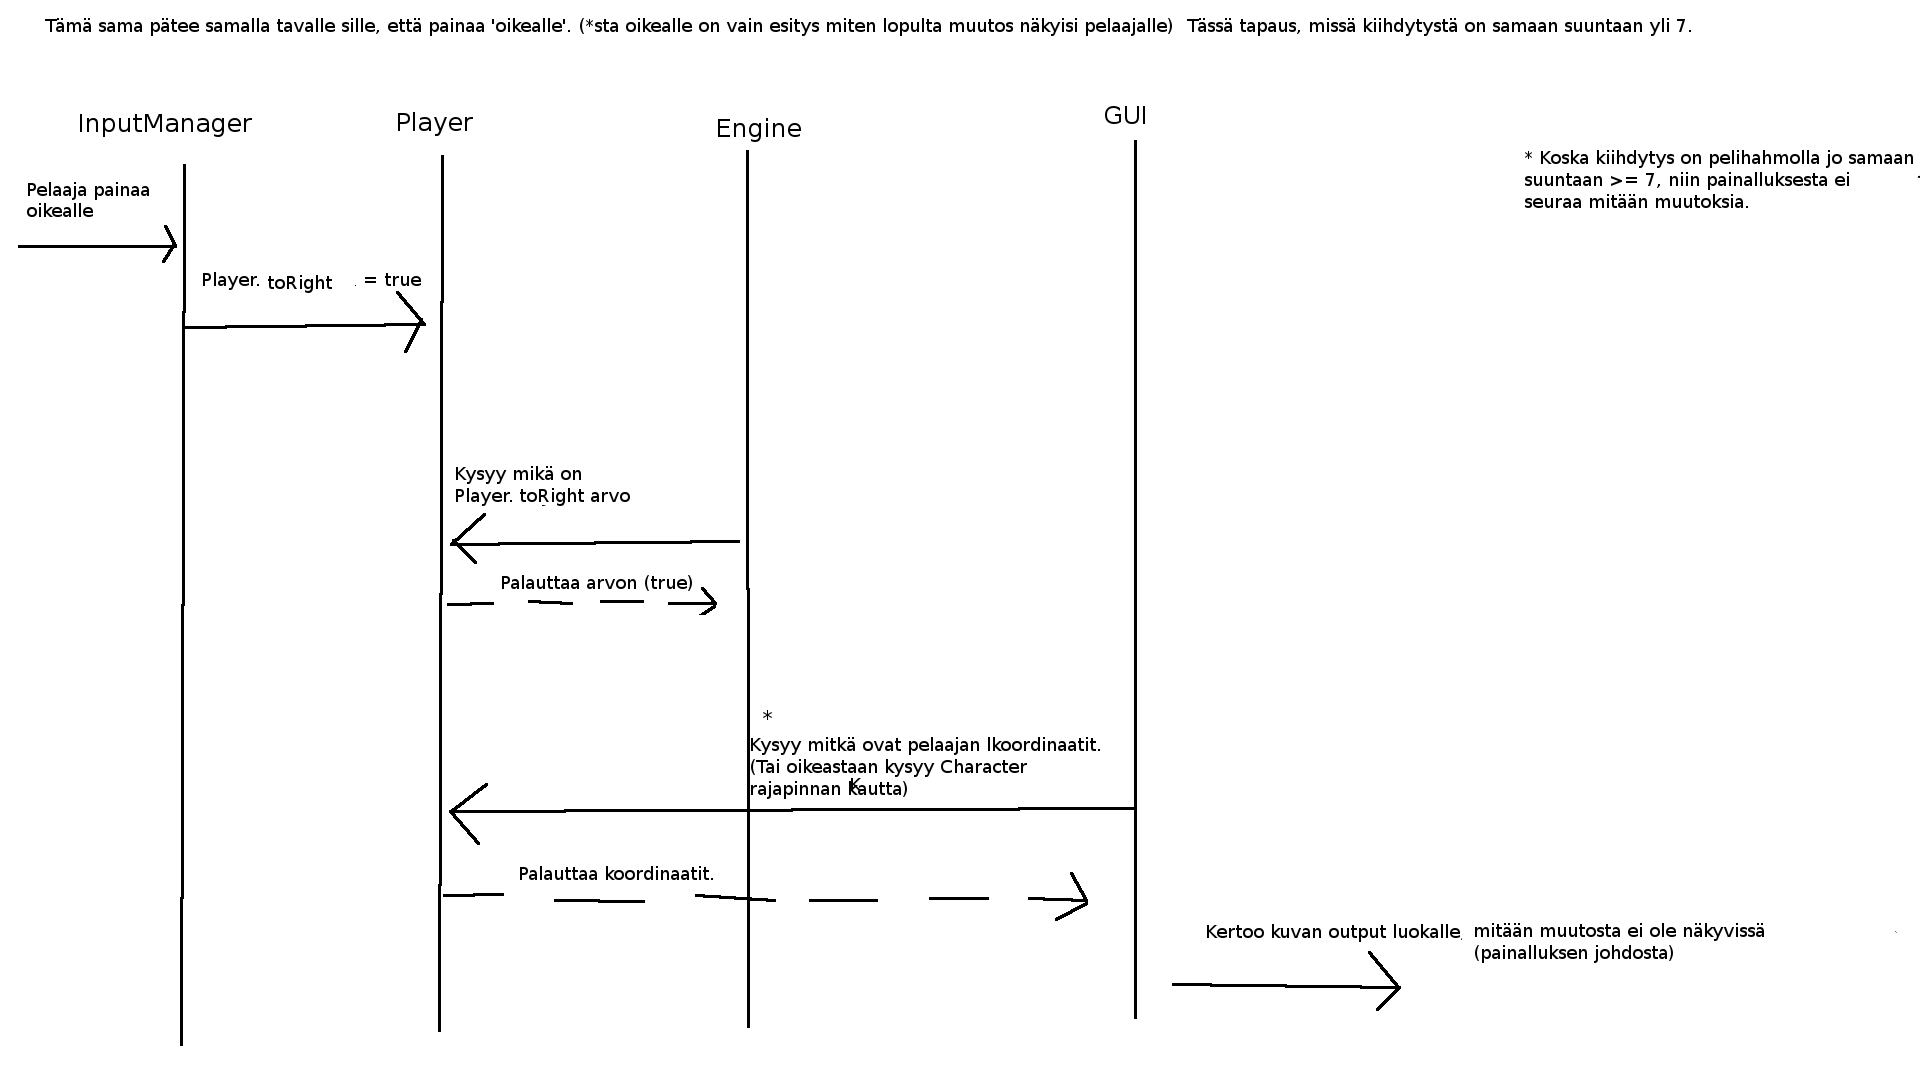 Tämä sama pätee samalla tavalle sille, että painaa 'oikealle'. (*sta oikealle on vain esitys miten lopulta muutos näkyisi pelaajalle)  Tässä tapaus, missä kiihdytystä on samaan suuntaan yli 7.
InputManager
Player
Engine
GUI
* Koska kiihdytys on pelihahmolla jo samaan
suuntaan >= 7, niin painalluksesta ei
seuraa mitään muutoksia.
Pelaaja painaa
oikealle
Player. toRight = true
Kysyy mikä on
Player. toRight arvo
Palauttaa arvon (true)
*
Kysyy mitkä ovat pelaajan lkoordinaatit.
(Tai oikeastaan kysyy Character
rajapinnan kautta)
Palauttaa koordinaatit.
Kertoo kuvan output luokalle, mitään muutosta ei ole näkyvissä
(painalluksen johdosta)